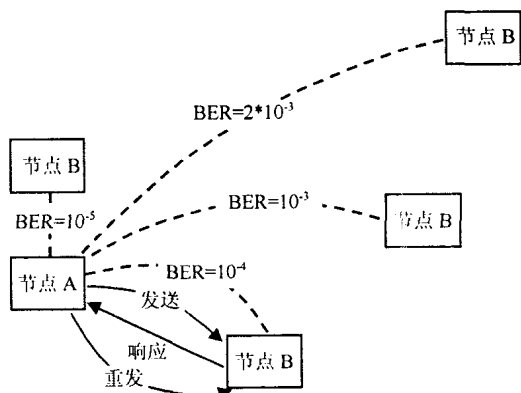 节点 B
BER=2*10⁻³
节点 B
BER=10⁻⁵
BER=10⁻³
节点 B
节点 A
BER=10⁻⁴
发送
响应
节点 B
重发